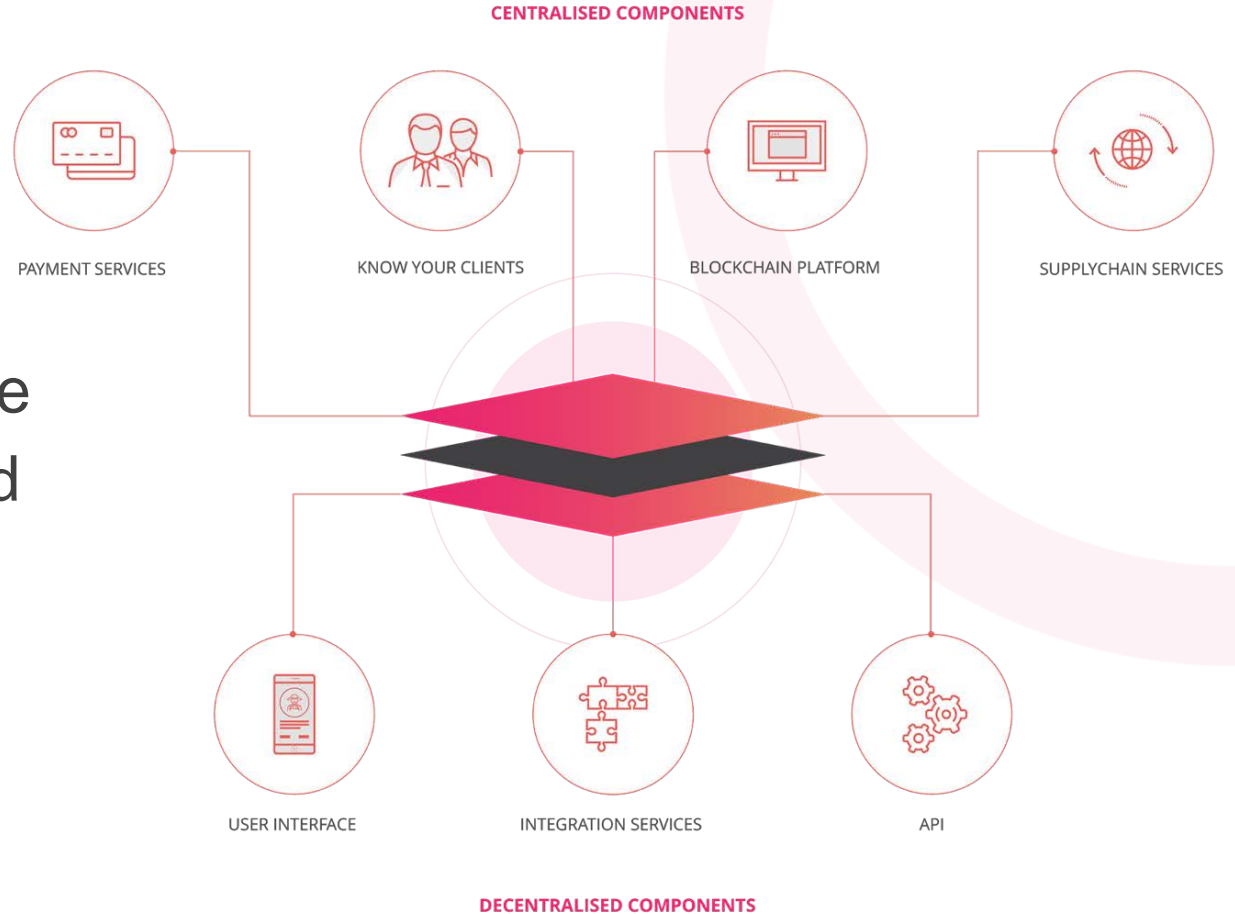 CENTRALISED COMPONENTS
PAYMENT SERVICES
KNOW YOUR CLIENTS
BLOCKCHAIN PLATFORM
SUPPLYCHAIN SERVICES
e
d
USER INTERFACE
INTEGRATION SERVICES
API
DECENTRALISED COMPONENTS